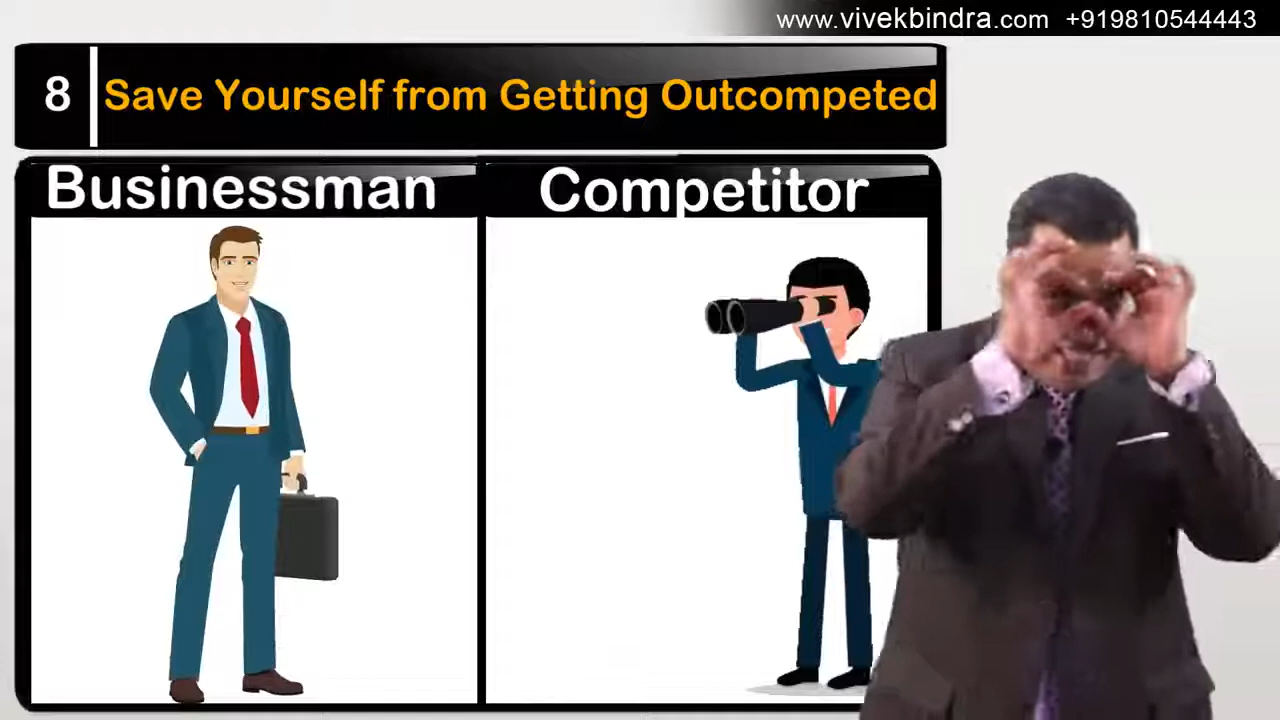 www.vivekbindra.com +919810544443
8 Save Yourself from Getting Outcompeted
Businessman Competitor